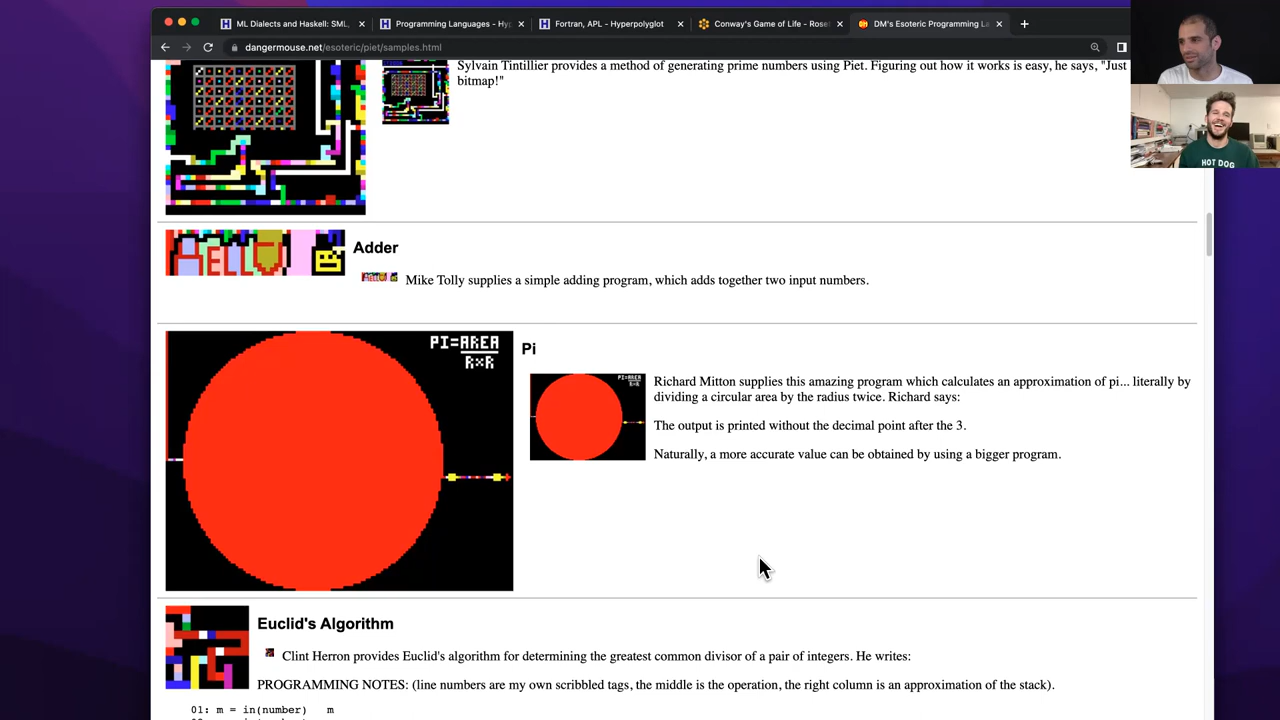 ML Dialects and Haskell: SML,
Programming Languages - Hyp
Fortran, APL - Hyperpolyglot
Conway's Game of Life - Rose
DM's Esoteric Programming La
dangermouse.net/esoteric/piet/samples.html
Sylvain Tintillier provides a method of generating prime numbers using Piet. Figuring out how it works is easy, he says, "Just
bitmap!"
HOT DOG
Adder
Mike Tolly supplies a simple adding program, which adds together two input numbers.
PI=AREA
R×R
Pi
Richard Mitton supplies this amazing program which calculates an approximation of pi... literally by
dividing a circular area by the radius twice. Richard says:
The output is printed without the decimal point after the 3.
Naturally, a more accurate value can be obtained by using a bigger program.
Euclid's Algorithm
Clint Herron provides Euclid's algorithm for determining the greatest common divisor of a pair of integers. He writes:
PROGRAMMING NOTES: (line numbers are my own scribbled tags, the middle is the operation, the right column is an approximation of the stack).
01: m = in(number) m